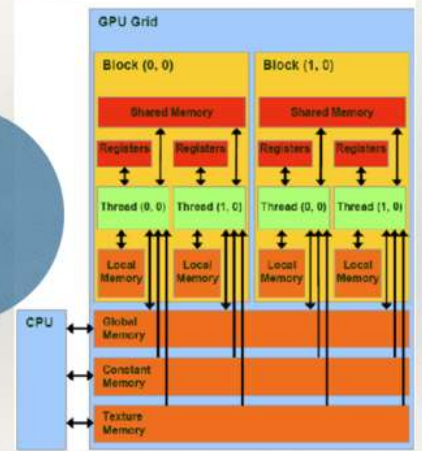 GPU Grid
Block (0, 0)
Block (1, 0)
Shared Memory
Shared Memory
Registers
Registers
Registers
Registers
Thread (0, 0)
Thread (1, 0)
Thread (0, 0)
Thread (1, 0)
Local
Memory
Local
Memory
Local
Memory
Local
Memory
CPU
Global
Memory
Constant
Memory
Texture
Memory